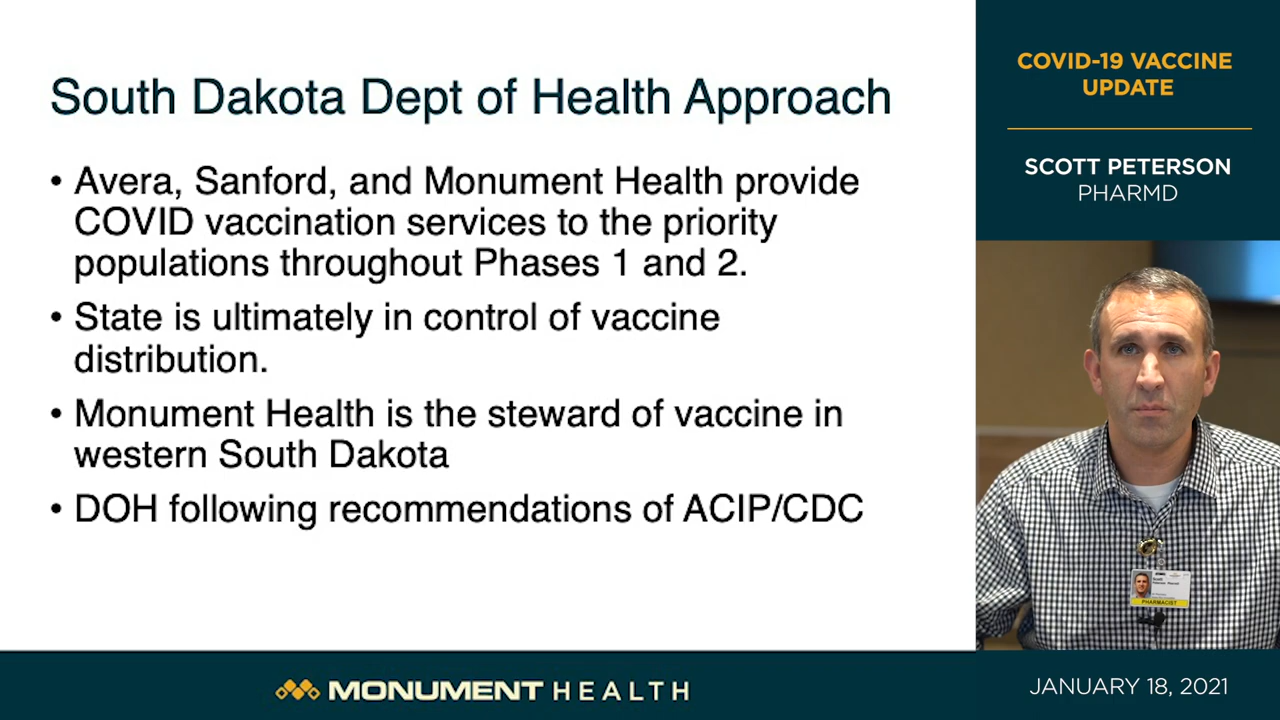 South Dakota Dept of Health Approach
• Avera, Sanford, and Monument Health provide
COVID vaccination services to the priority
populations throughout Phases 1 and 2.
• State is ultimately in control of vaccine
distribution.
• Monument Health is the steward of vaccine in
western South Dakota
• DOH following recommendations of ACIP/CDC
COVID-19 VACCINE
UPDATE
SCOTT PETERSON
PHARMD
PHARMACIST
MONUMENT HEALTH
JANUARY 18, 2021